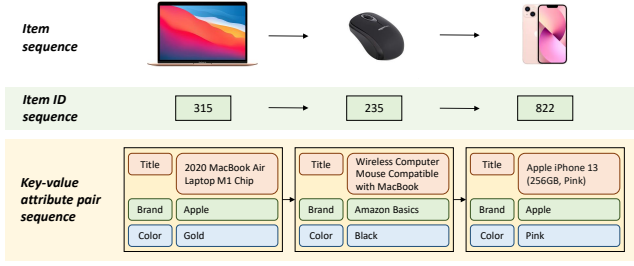 Item
sequence
Item ID
sequence
315
235
822
Key-value
attribute pair
sequence
Title
2020 MacBook Air
Laptop M1 Chip
Brand
Apple
Color
Gold
Title
Wireless Computer
Mouse Compatible
with MacBook
Brand
Amazon Basics
Color
Black
Title
Apple iPhone 13
(256GB, Pink)
Brand
Apple
Color
Pink